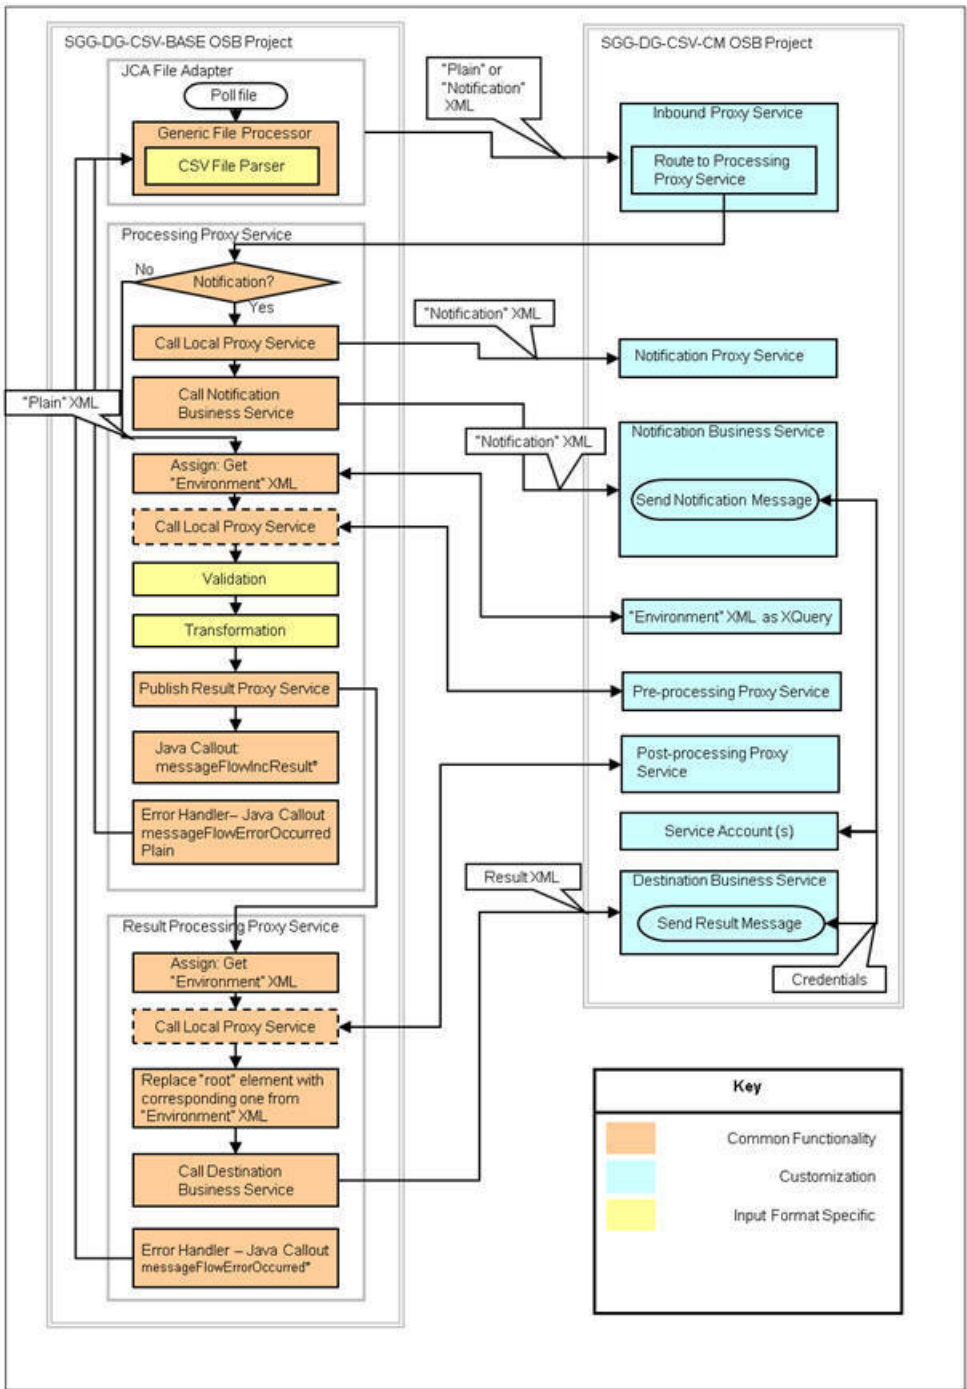 SGG-DG-CSV-BASE OSB Project
JCA File Adapter
Poll file
Generic File Processor
CSV File Parser
"Plain" or
"Notification"
XML
SGG-DG-CSV-CM OSB Project
Inbound Proxy Service
Route to Processing
Proxy Service
Processing Proxy Service
No
Notification?
Yes
"Notification" XML
Call Local Proxy Service
Notification Proxy Service
Call Notification
Business Service
"Plain" XML
"Notification" XML
Notification Business Service
Send Notification Message
Assign: Get
"Environment" XML
Call Local Proxy Service
Validation
Transformation
"Environment" XML as XQuery
Publish Result Proxy Service
Pre-processing Proxy Service
Java Callout:
messageFlowIncResult*
Post-processing Proxy
Service
Error Handler– Java Callout
messageFlowErrorOccurred
Plain
Service Account (s)
Result XML
Destination Business Service
Send Result Message
Credentials
Result Processing Proxy Service
Assign: Get
"Environment" XML
Call Local Proxy Service
Replace "root" element with
corresponding one from
"Environment" XML
Call Destination
Business Service
Error Handler – Java Callout
messageFlowErrorOccurred*
Key
Common Functionality
Customization
Input Format Specific